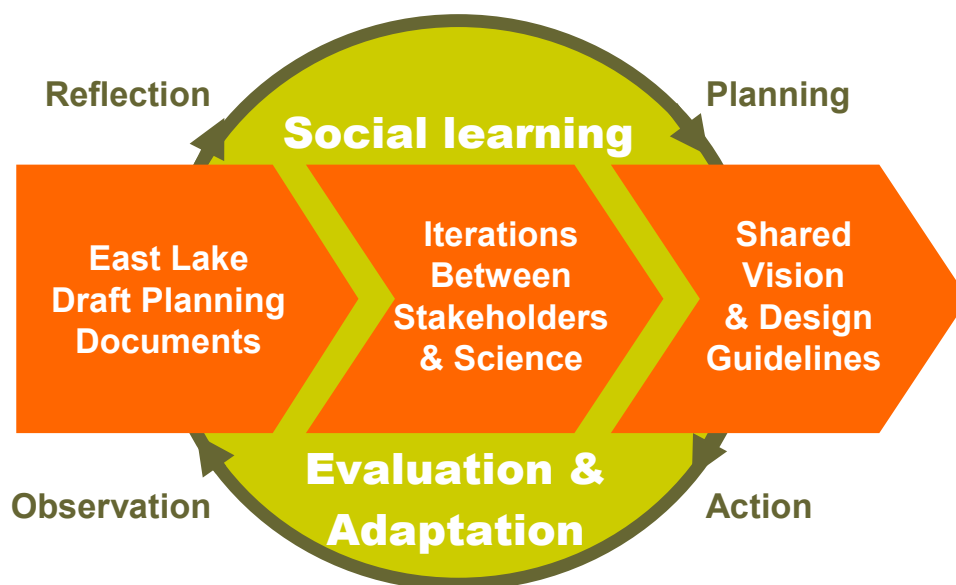 Reflection
Planning
Social learning
East Lake
Draft Planning
Documents
Iterations
Between
Stakeholders
& Science
Shared
Vision
& Design
Guidelines
Evaluation &
Adaptation
Observation
Action